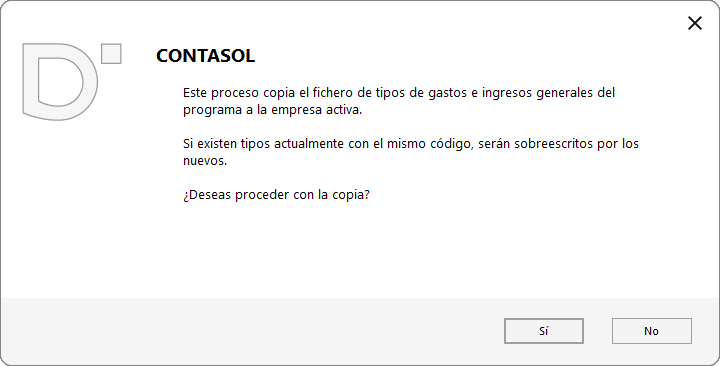 CONTASOL
Este proceso copia el fichero de tipos de gastos e ingresos generales del
programa a la empresa activa.
Si existen tipos actualmente con el mismo código, serán sobreescritos por los
nuevos.
¿Deseas proceder con la copia?
Sí
No